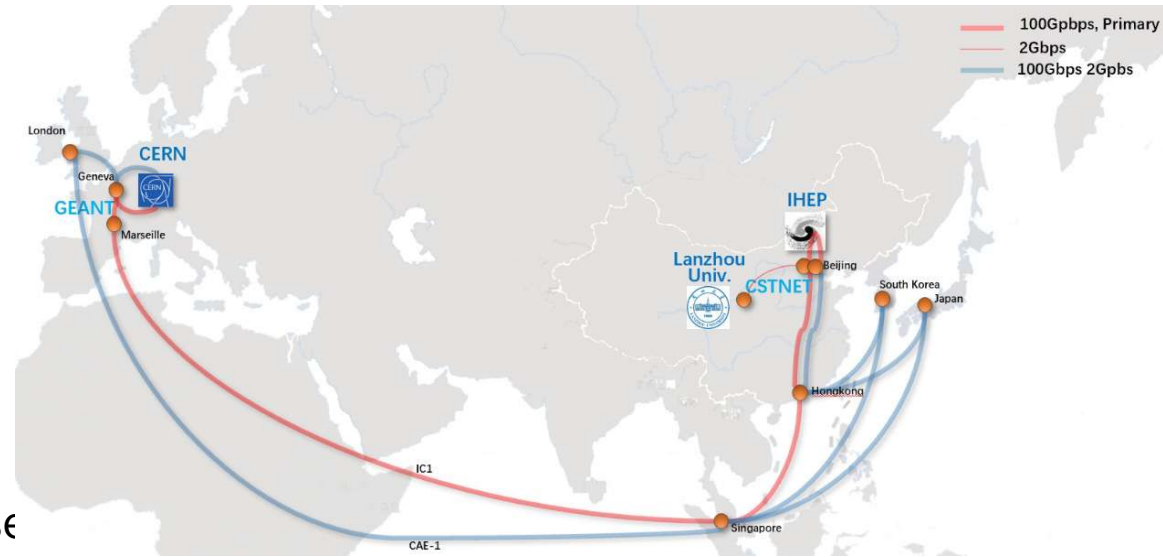 100Gpbps, Primary
2Gbps
100Gbps 2Gpbs
London
CERN
Geneva
CERN
GEANT
Marseille
IHEP
Lanzhou
Univ.
CSTNET
Beijing
South Korea
Japan
Hongkong
IC1
Singapore
CAE-1